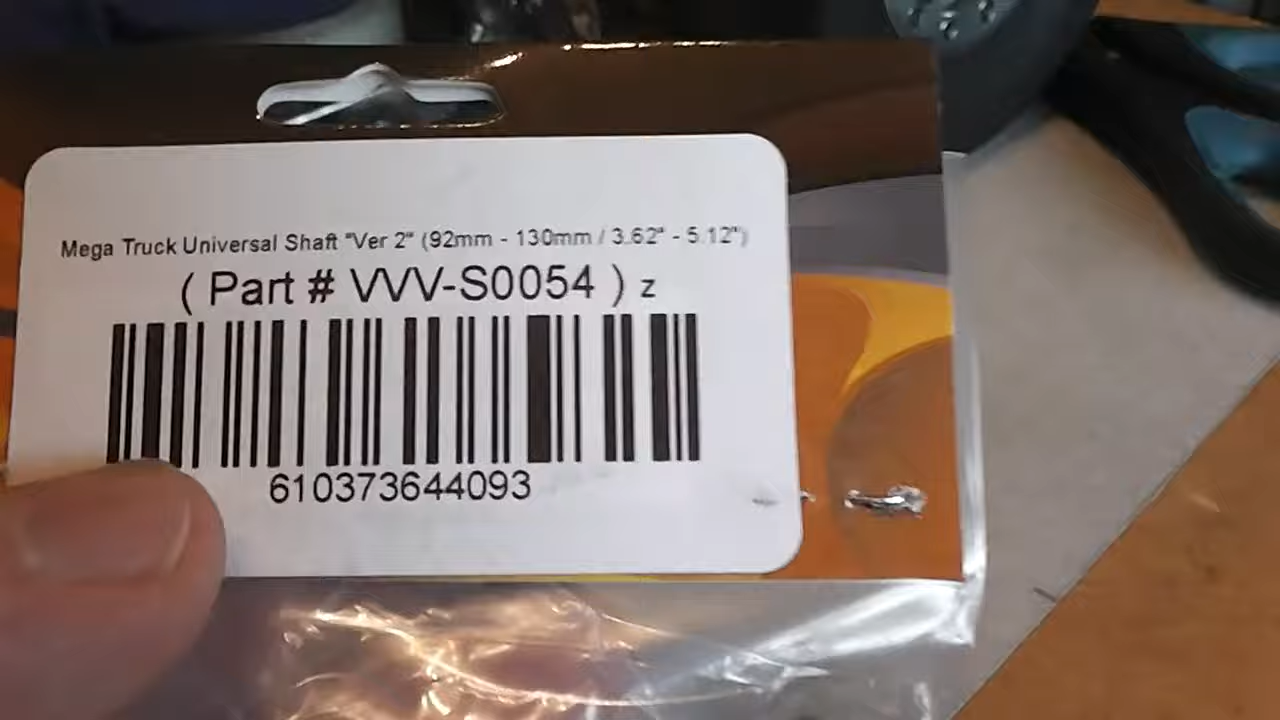 Mega Truck Universal Shaft "Ver 2" (92mm - 130mm / 3.62" - 5.12")
( Part # VVV-S0054 ) z
610373644093